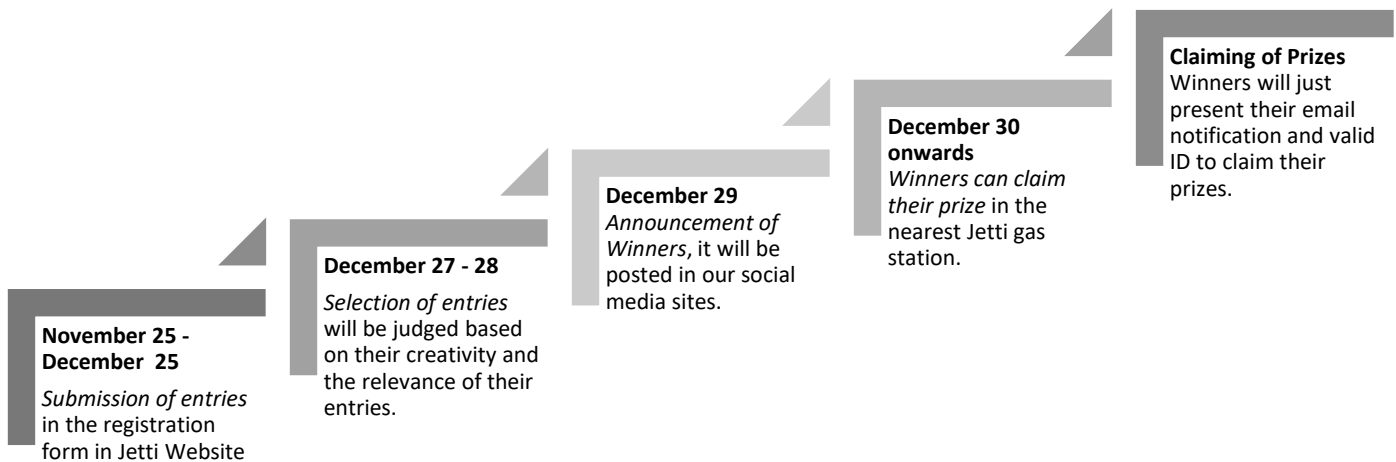 November 25 -
December  25
Submission of entries
in the registration
form in Jetti Website
December 27 - 28
Selection of entries
will be judged based
on their creativity and
the relevance of their
entries.
December 29
Announcement of
Winners, it will be
posted in our social
media sites.
December 30
onwards
Winners can claim
their prize in the
nearest Jetti gas
station.
Claiming of Prizes
Winners will just
present their email
notification and valid
ID to claim their
prizes.